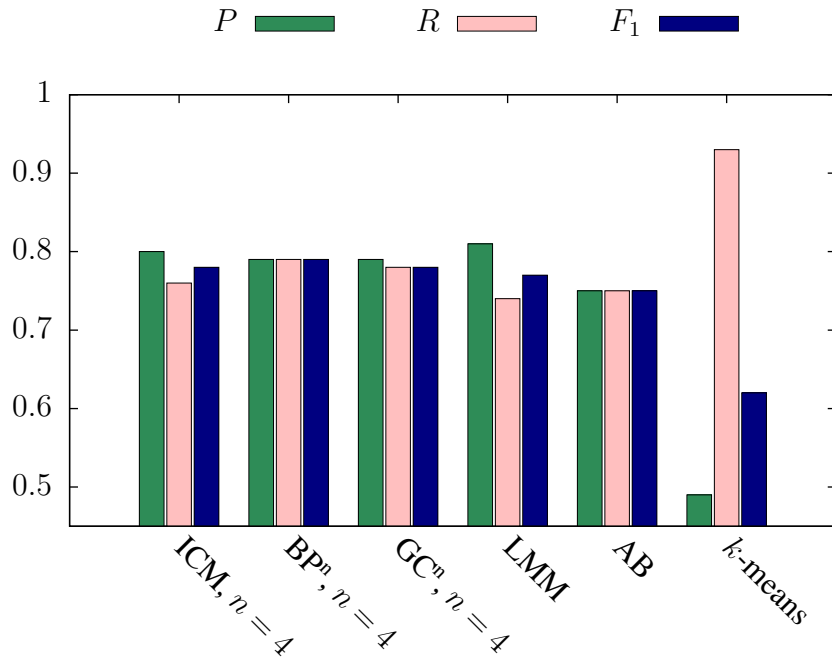 P R F₁
1
0.9
0.8
0.7
0.6
0.5
ICM, n = 4
BPⁿ, n = 4
GCⁿ, n = 4
LMM
AB
k-means